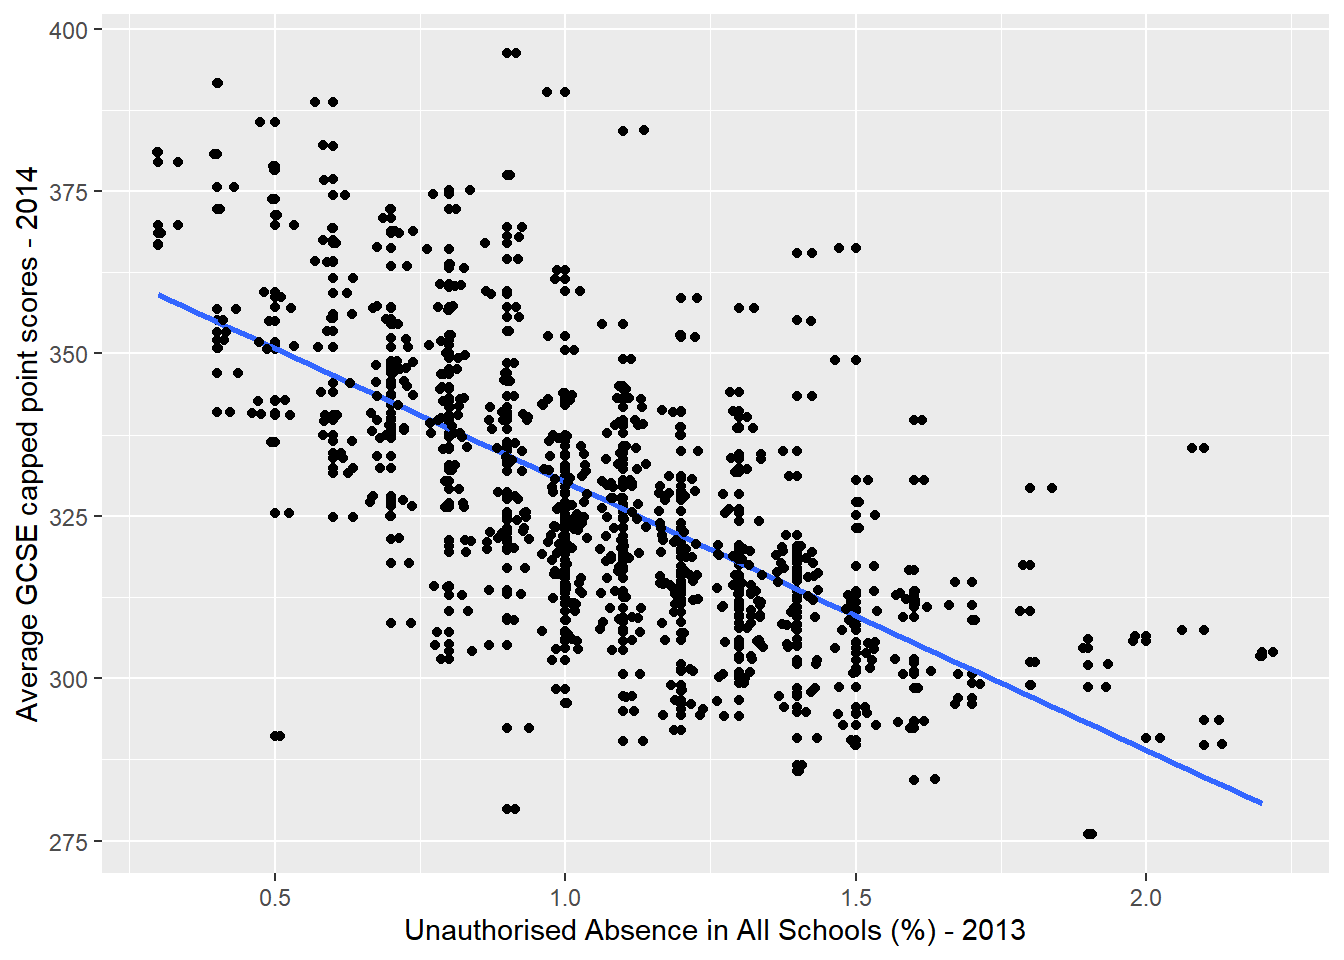 400
375
350
325
300
275
Average GCSE capped point scores - 2014
0.5 1.0 1.5 2.0
Unauthorised Absence in All Schools (%) - 2013